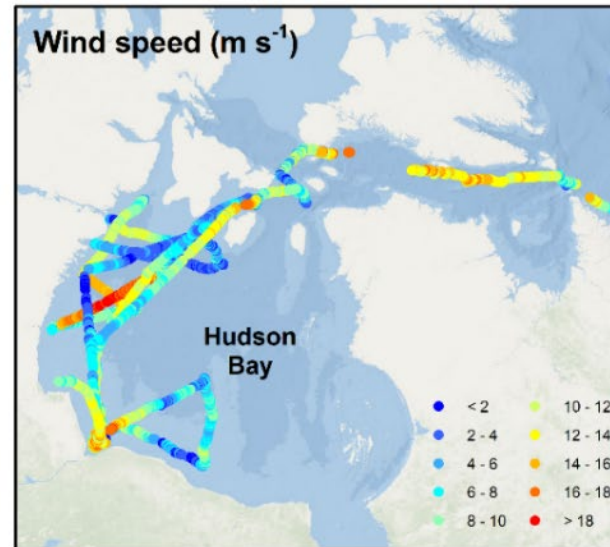 Wind speed (m s⁻¹)
Hudson
Bay
< 2
2 - 4
4 - 6
6 - 8
8 - 10
10 - 12
12 - 14
14 - 16
16 - 18
> 18